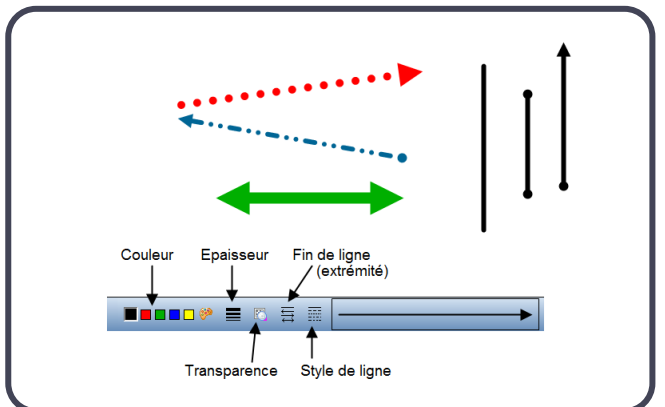 Couleur
Epaisseur
Fin de ligne
(extrémité)
Transparence
Style de ligne